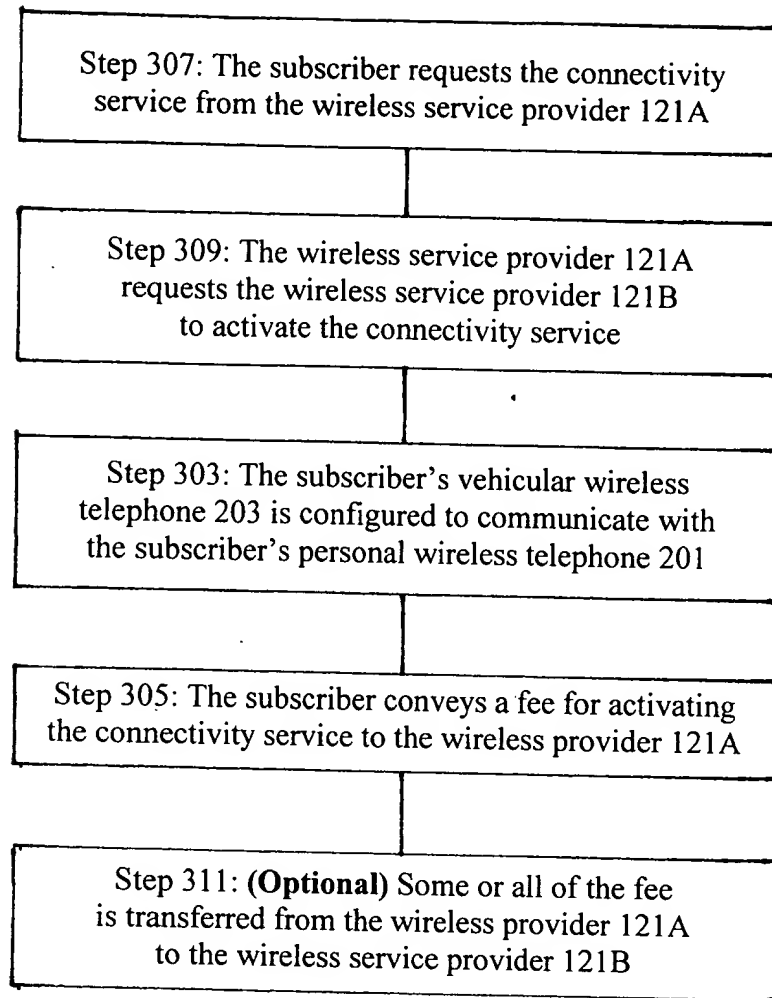 Step 307: The subscriber requests the connectivity
service from the wireless service provider 121A
Step 309: The wireless service provider 121A
requests the wireless service provider 121B
to activate the connectivity service
Step 303: The subscriber's vehicular wireless
telephone 203 is configured to communicate with
the subscriber's personal wireless telephone 201
Step 305: The subscriber conveys a fee for activating
the connectivity service to the wireless provider 121A
Step 311: (Optional) Some or all of the fee
is transferred from the wireless provider 121A
to the wireless service provider 121B